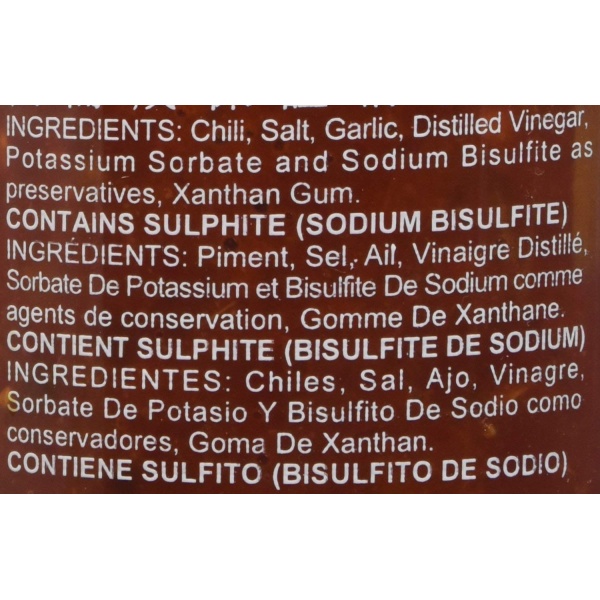 INGREDIENTS: Chili, Salt, Garlic, Distilled Vinegar,
Potassium Sorbate and Sodium Bisulfite as
preservatives, Xanthan Gum.
CONTAINS SULPHITE (SODIUM BISULFITE)
INGRÉDIENTS: Piment, Sel, Ail, Vinaigre Distillé,
Sorbate De Potassium et Bisulfite De Sodium comme
agents de conservation, Gomme De Xanthane.
CONTIENT SULPHITE (BISULFITE DE SODIUM)
INGREDIENTES: Chiles, Sal, Ajo, Vinagre,
Sorbate De Potasio Y Bisulfito De Sodio como
conservadores, Goma De Xanthan.
CONTIENE SULFITO (BISULFITO DE SODIO)